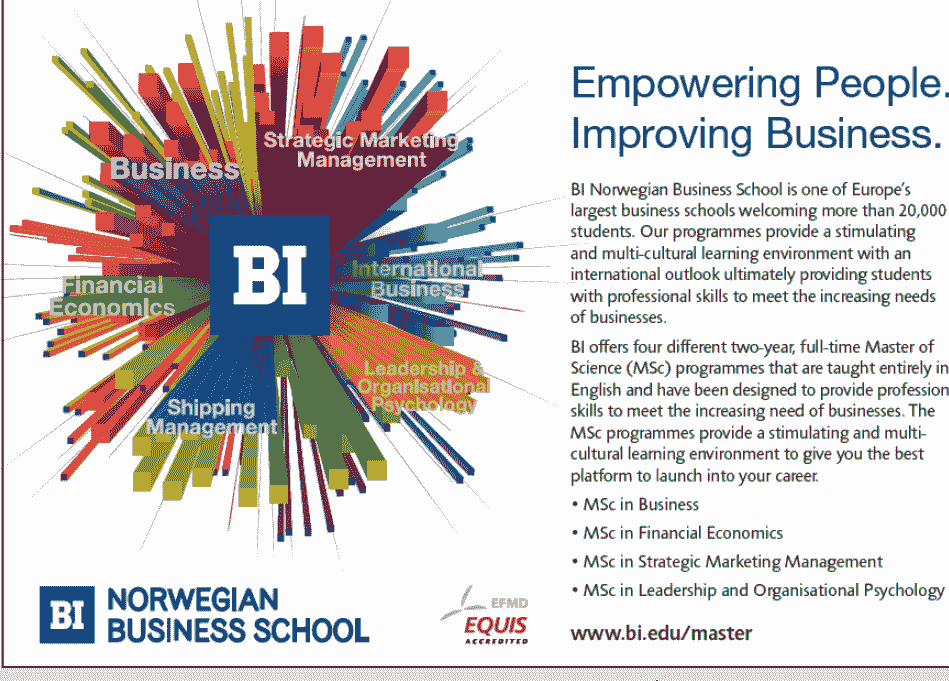 Strategic Marketing
Management
Business
BI
International
Business
Financial
Economics
Leadership &
Organisational
Psychology
Shipping
Management
BI
NORWEGIAN
BUSINESS SCHOOL
EFMD
EQUIS
ACCREDITED
Empowering People.
Improving Business.
BI Norwegian Business School is one of Europe's
largest business schools welcoming more than 20,000
students. Our programmes provide a stimulating
and multi-cultural learning environment with an
international outlook ultimately providing students
with professional skills to meet the increasing needs
of businesses.
BI offers four different two-year, full-time Master of
Science (MSc) programmes that are taught entirely in
English and have been designed to provide profession
skills to meet the increasing need of businesses. The
MSc programmes provide a stimulating and multi-
cultural learning environment to give you the best
platform to launch into your career.
• MSc in Business
• MSc in Financial Economics
• MSc in Strategic Marketing Management
• MSc in Leadership and Organisational Psychology
www.bi.edu/master